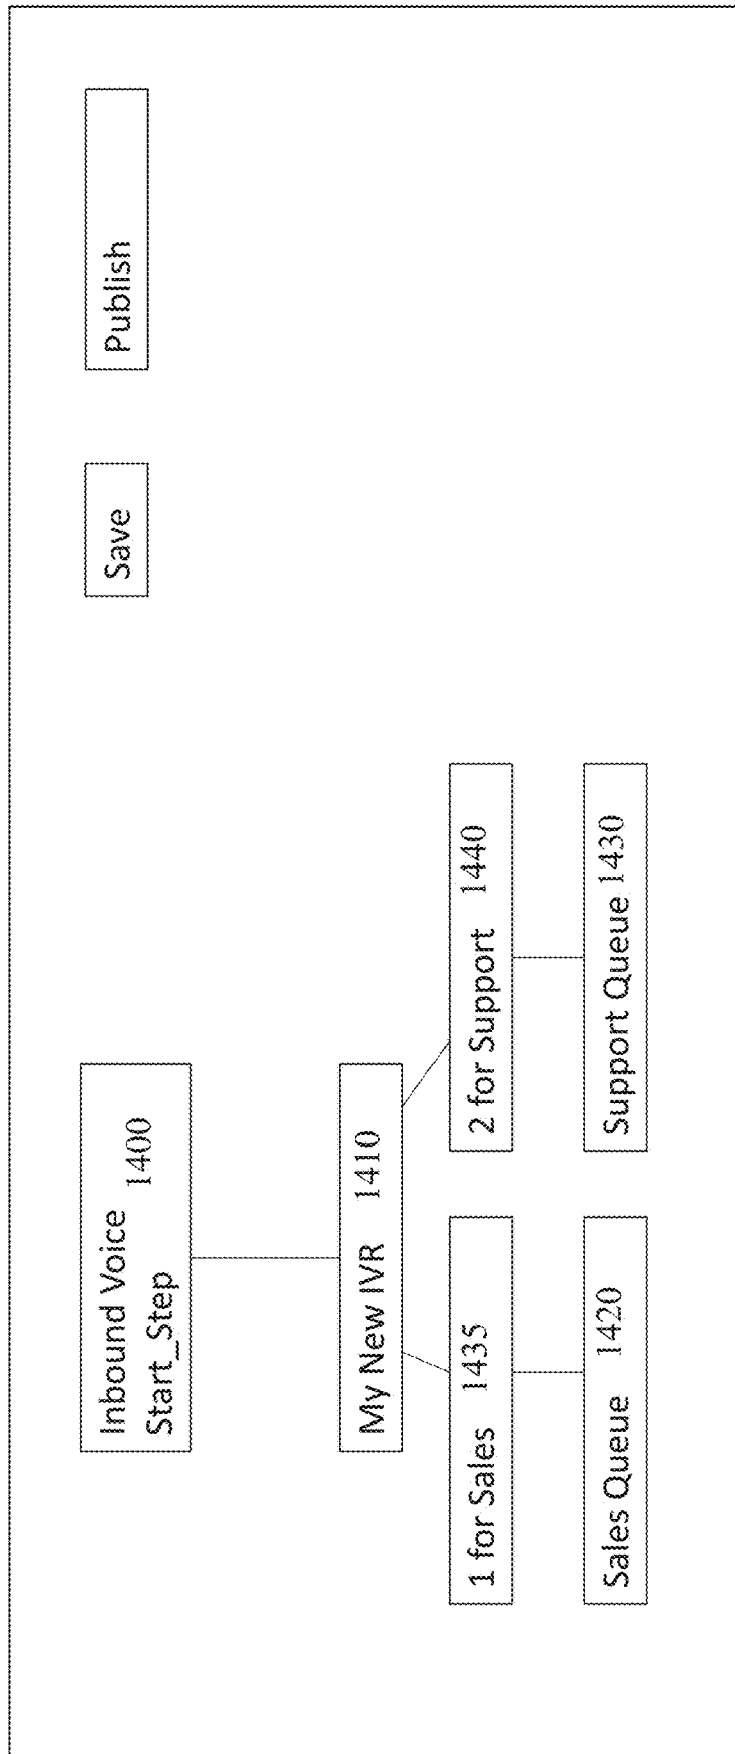 Inbound Voice
Start_Step 1400
Save
Publish
My New IVR 1410
1 for Sales 1435
2 for Support 1440
Sales Queue 1420
Support Queue 1430